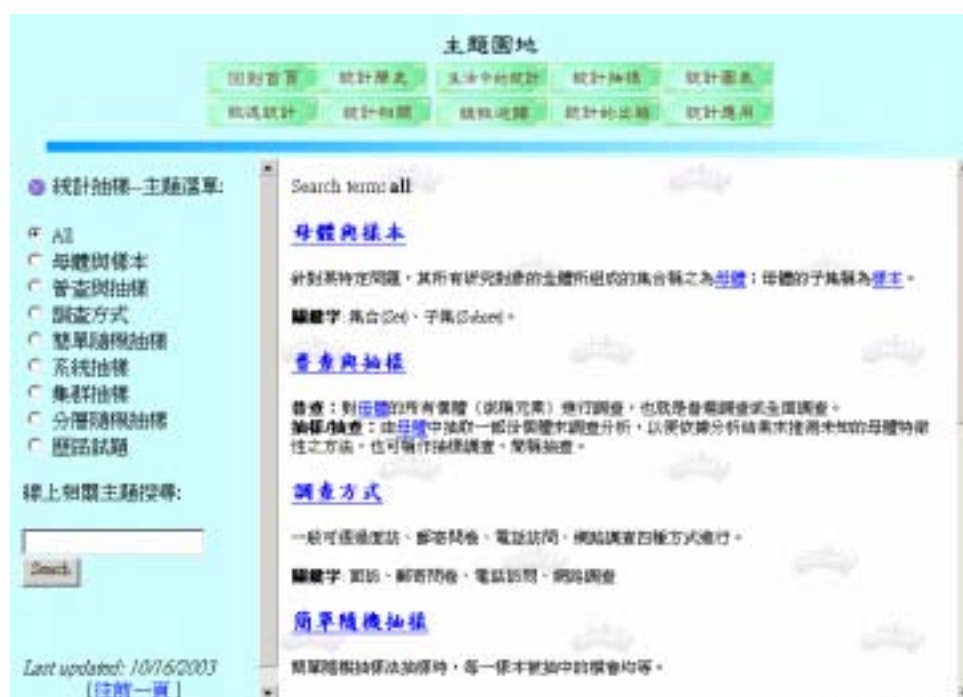 主題園地
回到首頁 統計歷史 生活中的統計 統計抽樣 統計圖表
敘述統計 統計相關 統計應用
統計抽樣--主題選單:
All
母體與樣本
普查與抽樣
調查方式
簡單隨機抽樣
系統抽樣
集群抽樣
分層隨機抽樣
歷屆試題
線上相關主題搜尋:
Search
Last updated: 10/16/2003
[往前一頁]
Search term: all
母體與樣本
針對某特定問題，其所有研究對象的全體所組成的集合稱之為母體；母體的子集稱為樣本。
關鍵字: 集合(Set)、子集(Subset)。
普查與抽樣
普查：對母體的所有個體（或稱元素）進行調查，也就是普遍調查或全面調查。
抽樣/抽查：由母體中抽取一部份個體來調查分析，以便依據分析結果來推測未知的母體特徵
性之方法。也可稱作抽樣調查，簡稱抽查。
調查方式
一般可透過面訪、郵寄問卷、電話訪問、網路調查四種方式進行。
關鍵字: 面訪、郵寄問卷、電話訪問、網路調查
簡單隨機抽樣
簡單隨機抽樣法抽樣時，每一樣本被抽中的機會均等。